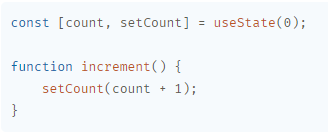 const [count, setCount] = useState(0);

function increment() {
    setCount(count + 1);
}